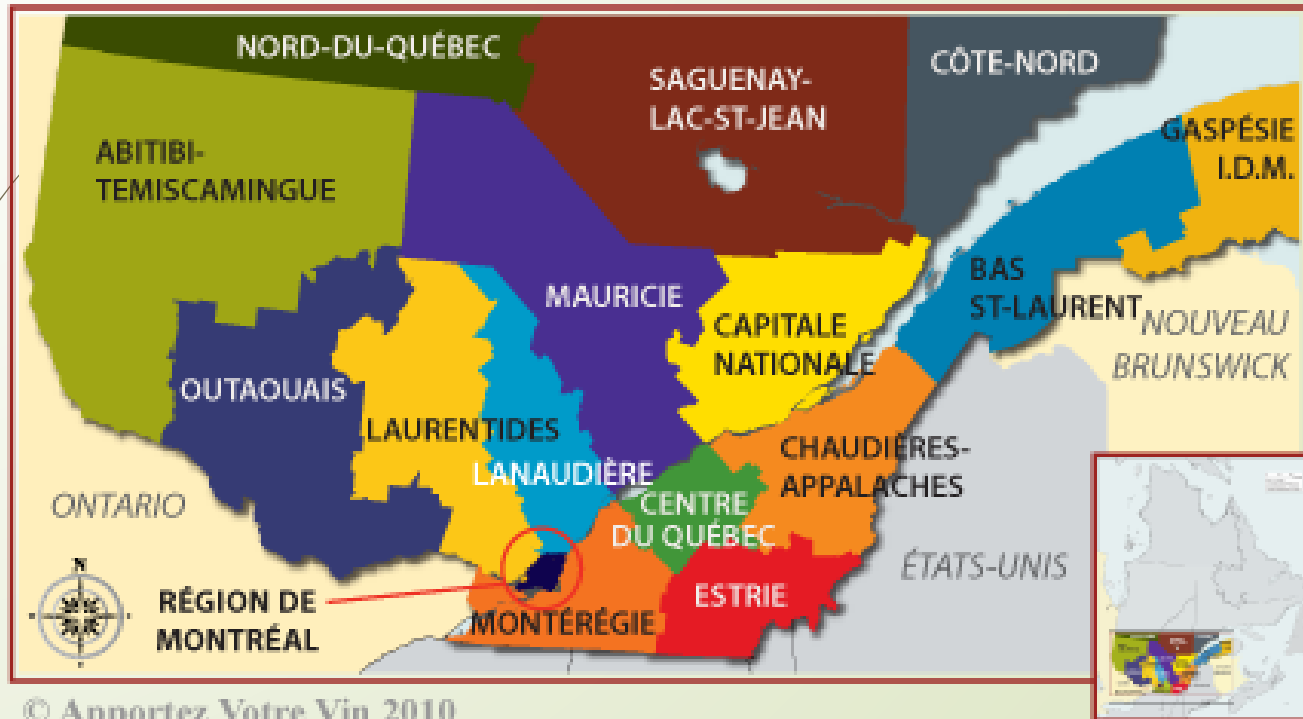 NORD-DU-QUÉBEC
SAGUENAY-
LAC-ST-JEAN
CÔTE-NORD
GASPÉSIE
I.D.M.
ABITIBI-
TEMISCAMINGUE
MAURICIE
BAS
ST-LAURENT
CAPITALE
NATIONALE
NOUVEAU
BRUNSWICK
OUTAOUAIS
LAURENTIDES
LANAUDIÈRE
CHAUDIÈRES-
APPALACHES
ONTARIO
CENTRE
DU QUÉBEC
ÉTATS-UNIS
N
RÉGION DE
MONTRÉAL
MONTÉRÉGIE
ESTRIE
© Apportez Votre Vin 2010